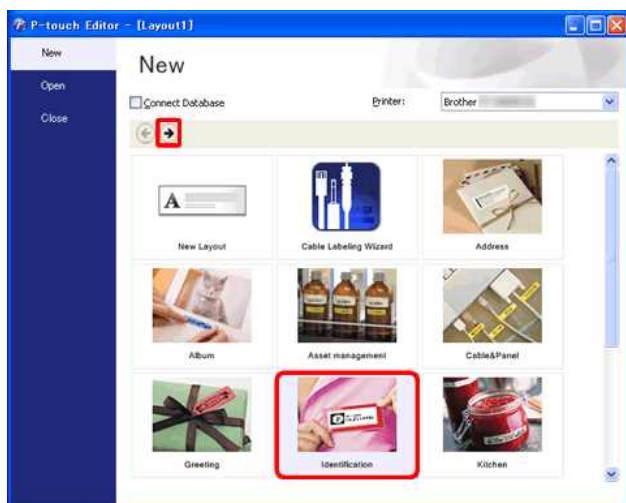 P-touch Editor - [Layout1]
New
Open
Close
New
Connect Database
Printer:
Brother
A
New Layout
Cable Labeling Wizard
Address
Album
Asset management
Cable&Panel
Greeting
Identification
Kitchen